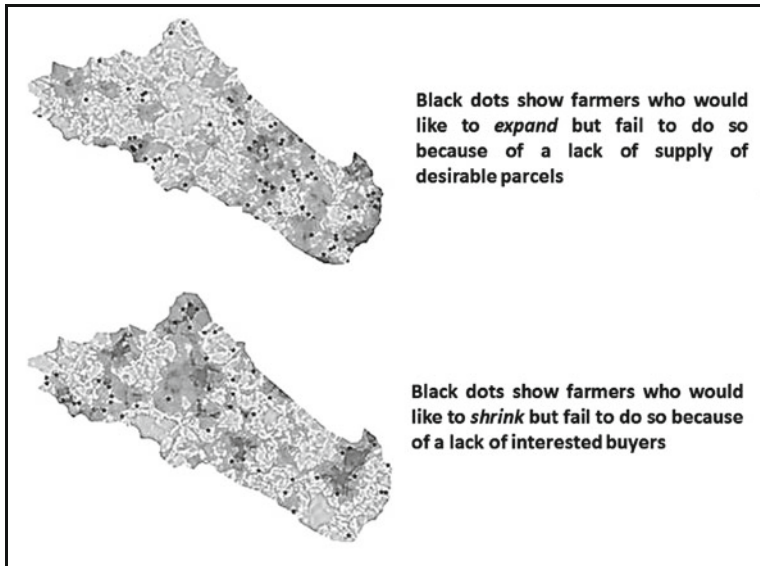 Black dots show farmers who would
like to expand but fail to do so
because of a lack of supply of
desirable parcels
Black dots show farmers who would
like to shrink but fail to do so because
of a lack of interested buyers